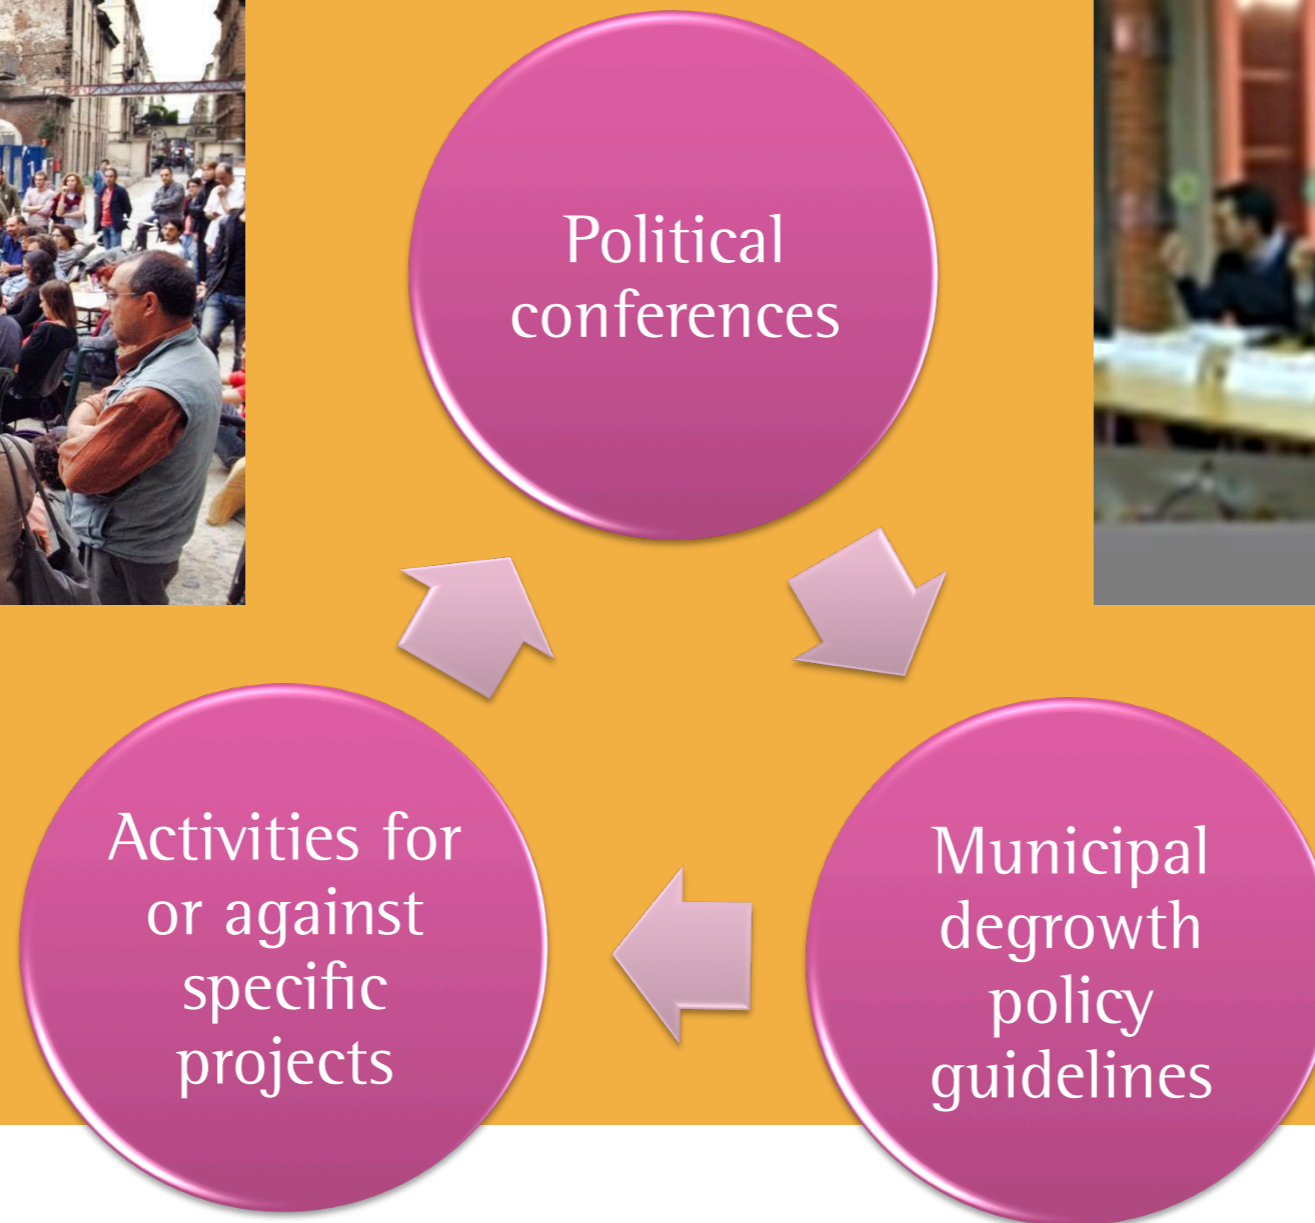 Political
conferences
Activities for
or against
specific
projects
Municipal
degrowth
policy
guidelines